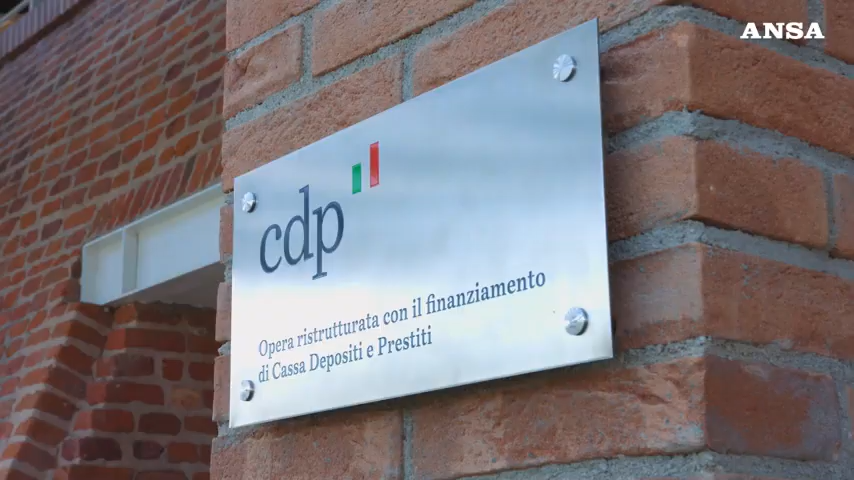 ANSA
cdp
Opera ristrutturata con il finanziamento
di Cassa Depositi e Prestiti